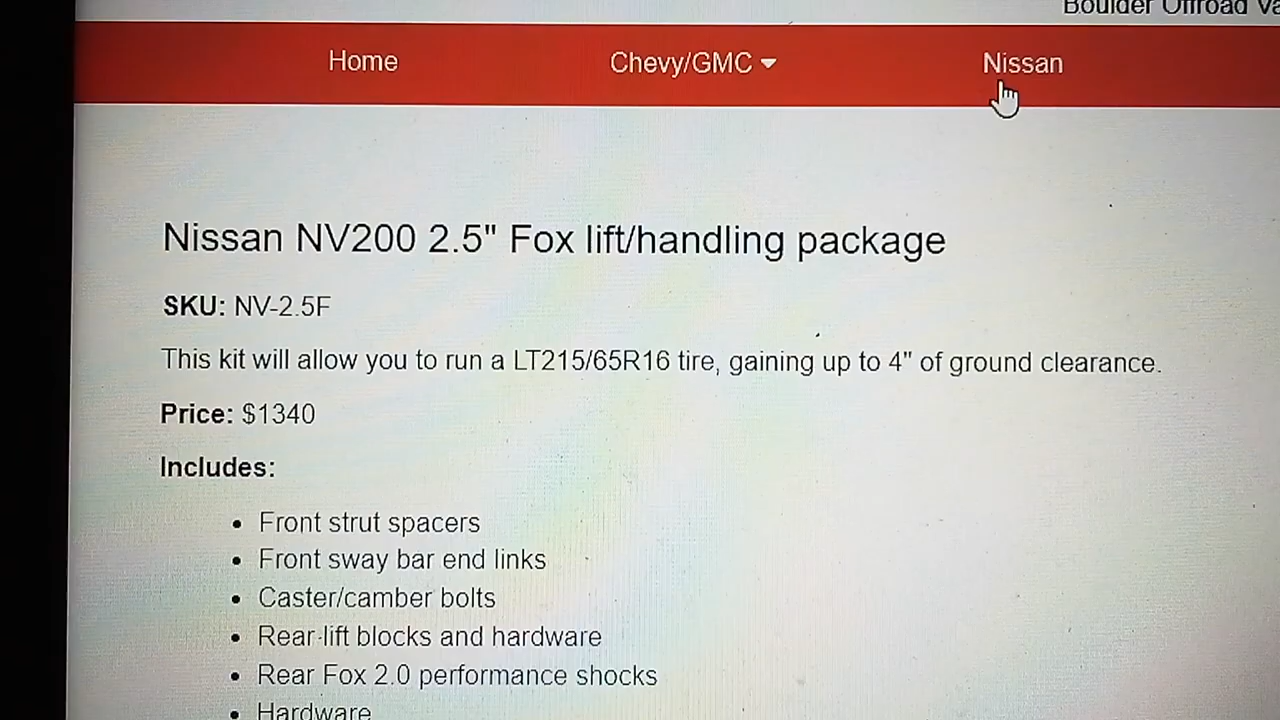 Boulder Offroad
Home Chevy/GMC Nissan
Nissan NV200 2.5" Fox lift/handling package
SKU: NV-2.5F
This kit will allow you to run a LT215/65R16 tire, gaining up to 4" of ground clearance.
Price: $1340
Includes:
• Front strut spacers
• Front sway bar end links
• Caster/camber bolts
• Rear lift blocks and hardware
• Rear Fox 2.0 performance shocks
• Hardware